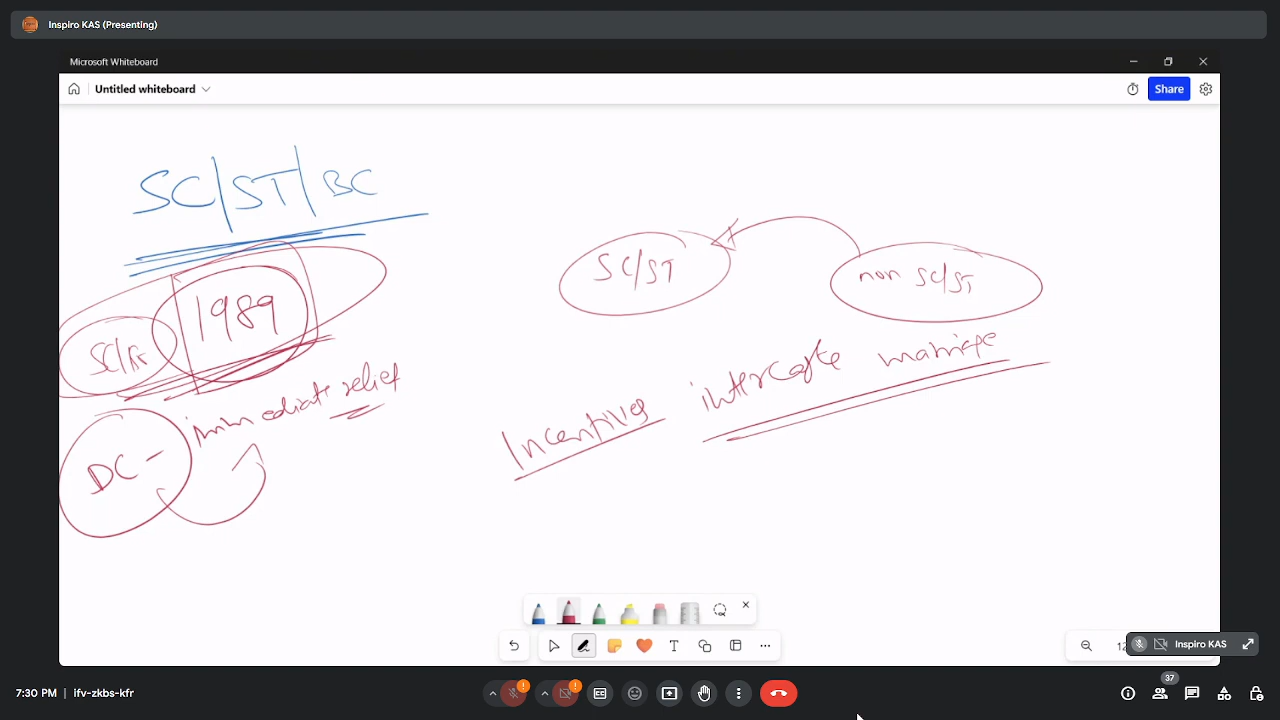 Inspiro KAS (Presenting)
Microsoft Whiteboard
Untitled whiteboard
Share
SC/ST/BC
1989
SC/ST
DC - immediate relief
SC/ST
non SC/ST
Incentives intercaste marriage
Inspiro KAS
7:30 PM | ifv-zkbs-kfr
37